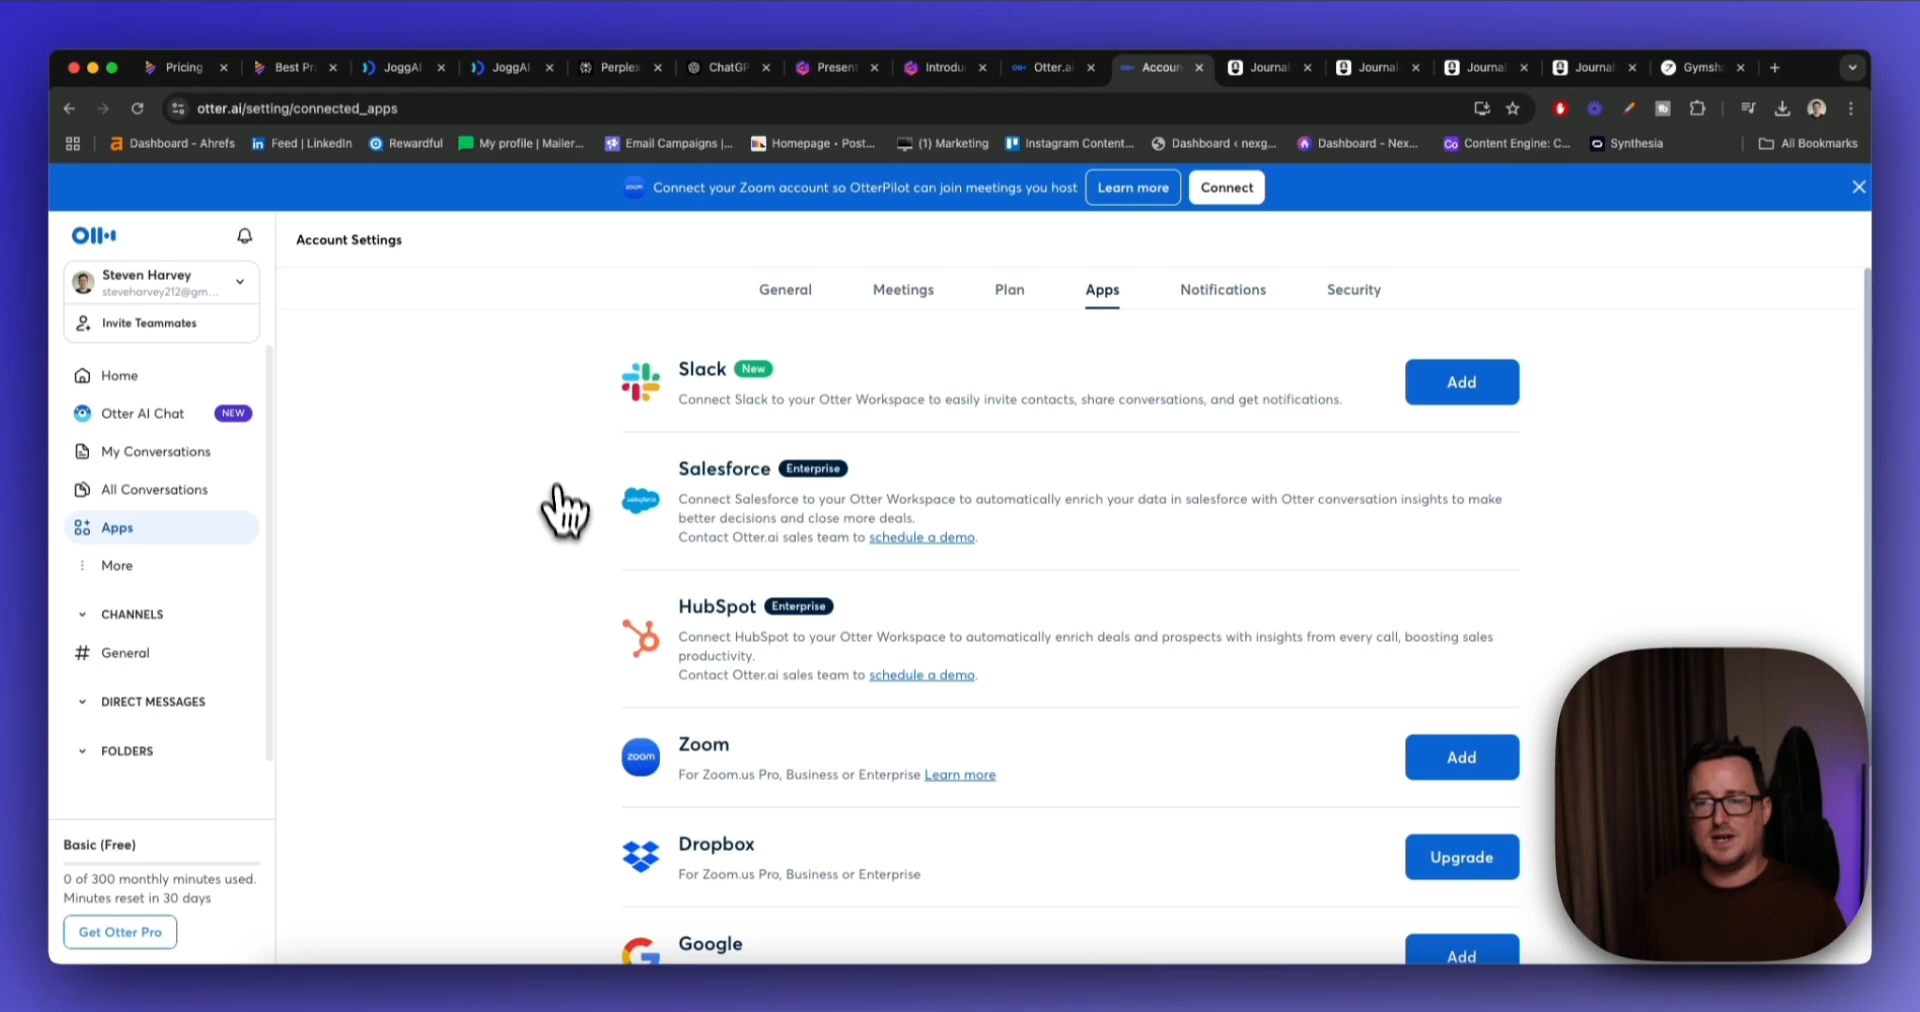 Pricing
Best Pr
JoggAI
JoggAI
Perplex
ChatGP
Present
Introdu
Otter.ai
Accoun
Journal
Journal
Journal
Journal
Gymsh
otter.ai/setting/connected_apps
Dashboard - Ahrefs
Feed | LinkedIn
Rewardful
My profile | Mailer...
Email Campaigns |...
Homepage • Post...
(1) Marketing
Instagram Content...
Dashboard ‹ nexg...
Dashboard - Nex...
Content Engine: C...
Synthesia
All Bookmarks
zoom
Connect your Zoom account so OtterPilot can join meetings you host
Learn more
Connect
Steven Harvey
steveharvey212@gm...
Invite Teammates
Home
Otter AI Chat
NEW
My Conversations
All Conversations
Apps
More
CHANNELS
# General
DIRECT MESSAGES
FOLDERS
Basic (Free)
0 of 300 monthly minutes used.
Minutes reset in 30 days
Get Otter Pro
Account Settings
General
Meetings
Plan
Apps
Notifications
Security
Slack
New
Connect Slack to your Otter Workspace to easily invite contacts, share conversations, and get notifications.
Add
Salesforce
Enterprise
salesforce
Connect Salesforce to your Otter Workspace to automatically enrich your data in salesforce with Otter conversation insights to make
better decisions and close more deals.
Contact Otter.ai sales team to schedule a demo.
HubSpot
Enterprise
Connect HubSpot to your Otter Workspace to automatically enrich deals and prospects with insights from every call, boosting sales
productivity.
Contact Otter.ai sales team to schedule a demo.
zoom
Zoom
For Zoom.us Pro, Business or Enterprise Learn more
Add
Dropbox
For Zoom.us Pro, Business or Enterprise
Upgrade
Google
Add